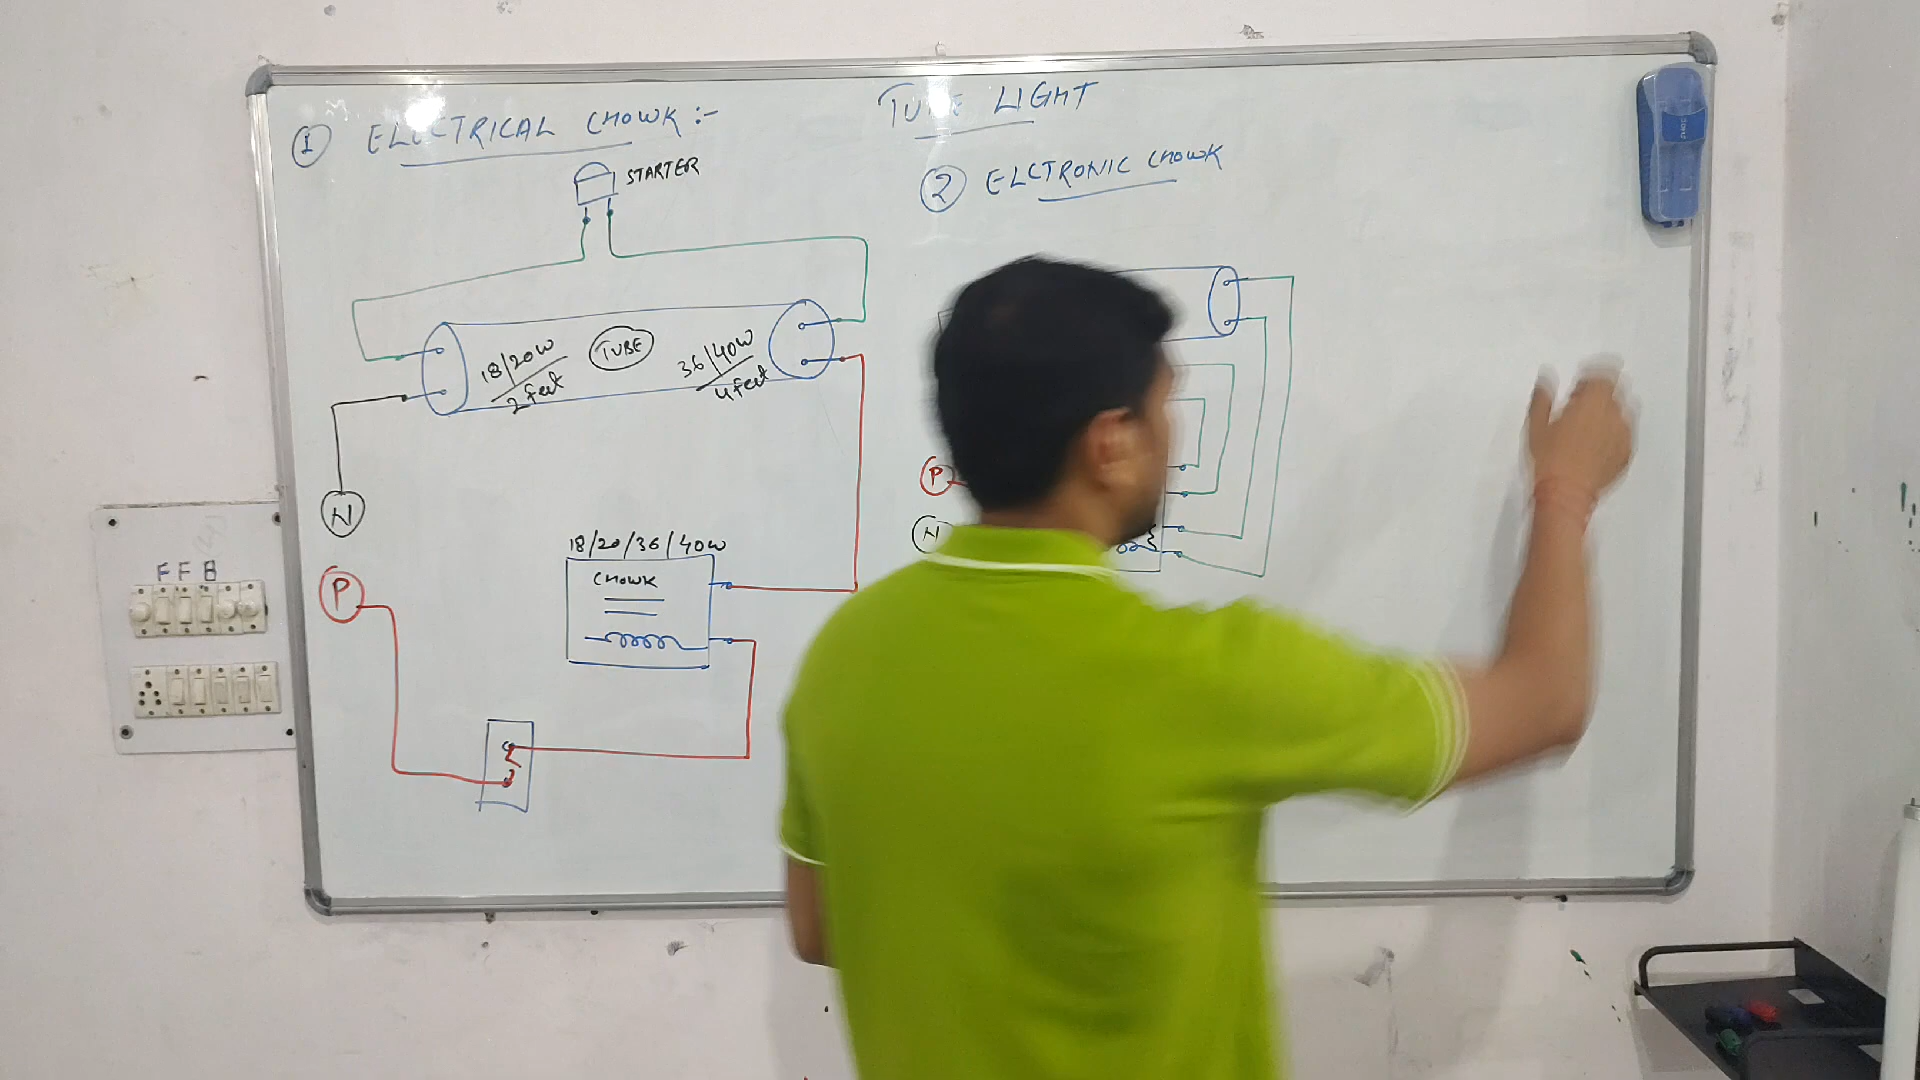 TUBE LIGHT
1 ELECTRICAL CHOWK :-
STARTER
18/20W
2 feet
TUBE
36/40W
4 feet
N
P
18/20/36/40W
CHOWK
2 ELCTRONIC CHOWK
P
N
F F B